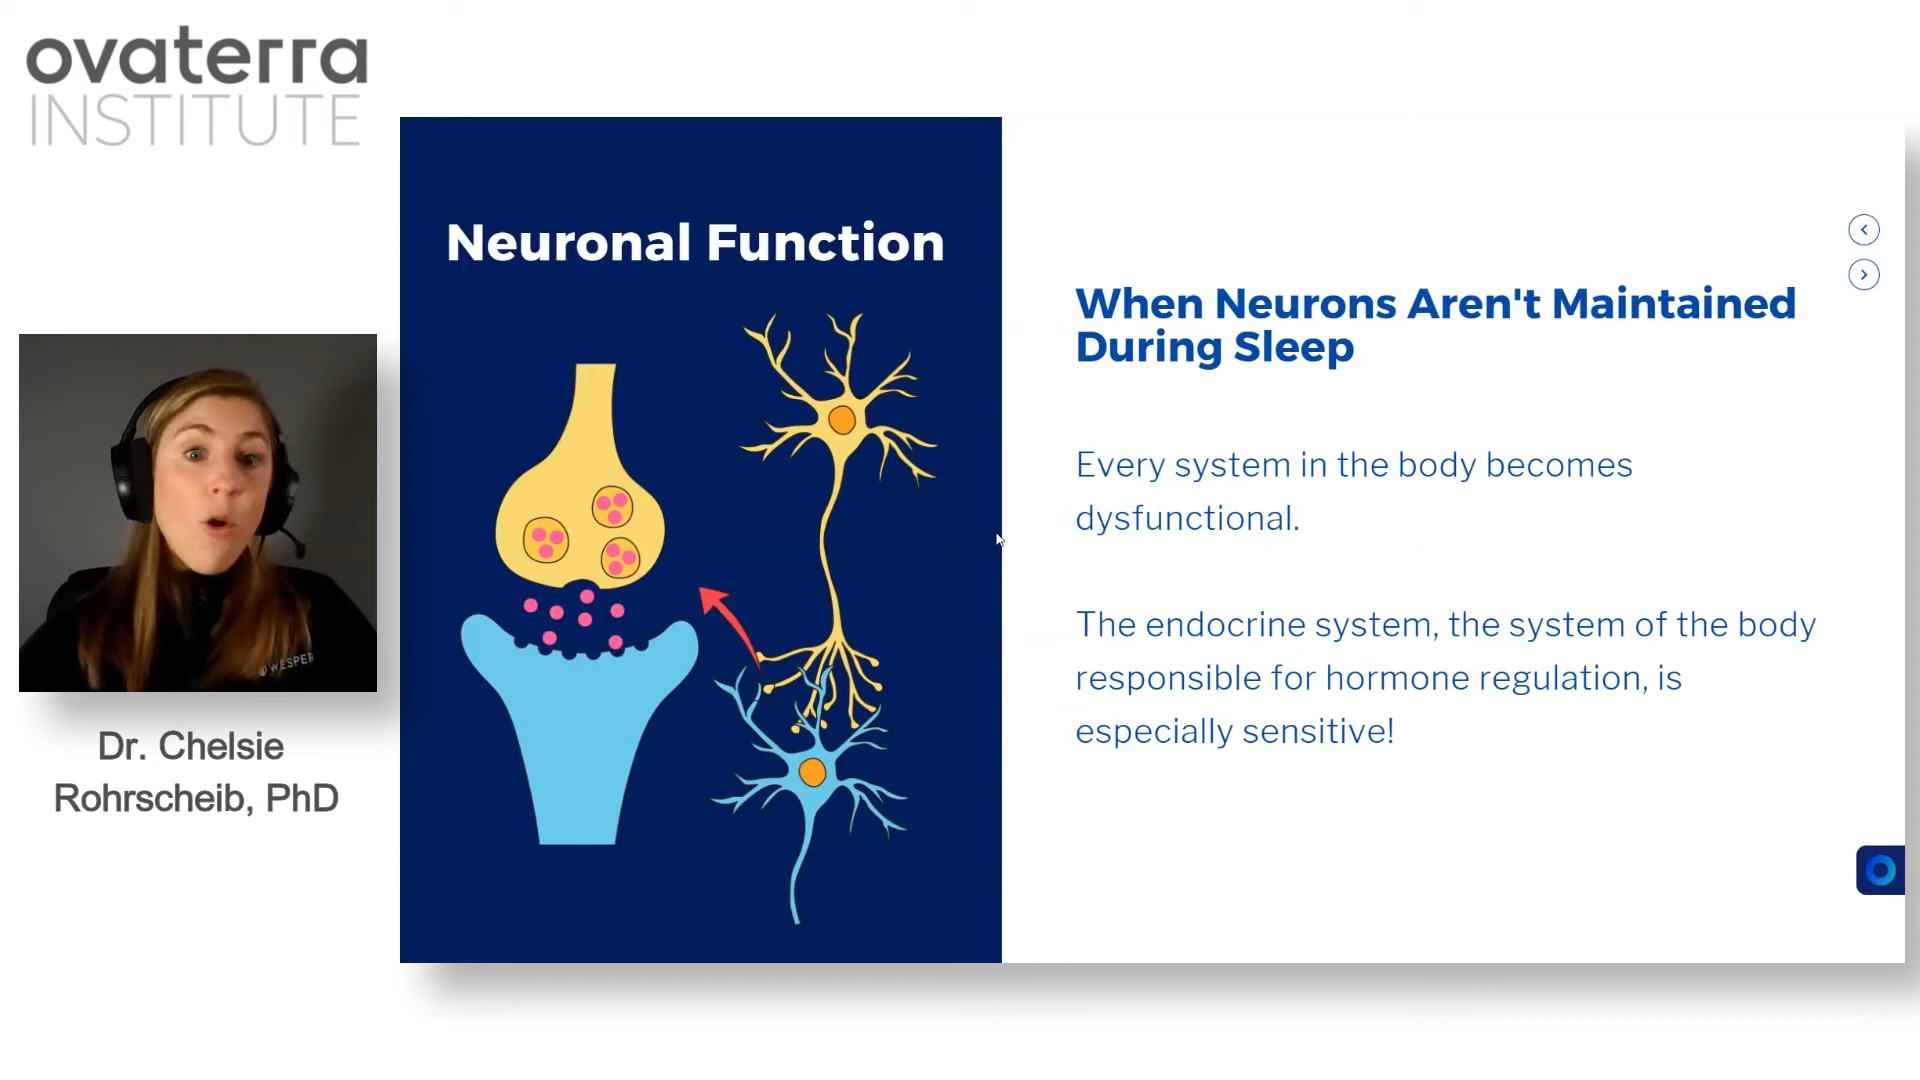 ovaterra
INSTITUTE
Neuronal Function
When Neurons Aren't Maintained
During Sleep
Every system in the body becomes
dysfunctional.
The endocrine system, the system of the body
responsible for hormone regulation, is
especially sensitive!
WESPER
Dr. Chelsie
Rohrscheib, PhD